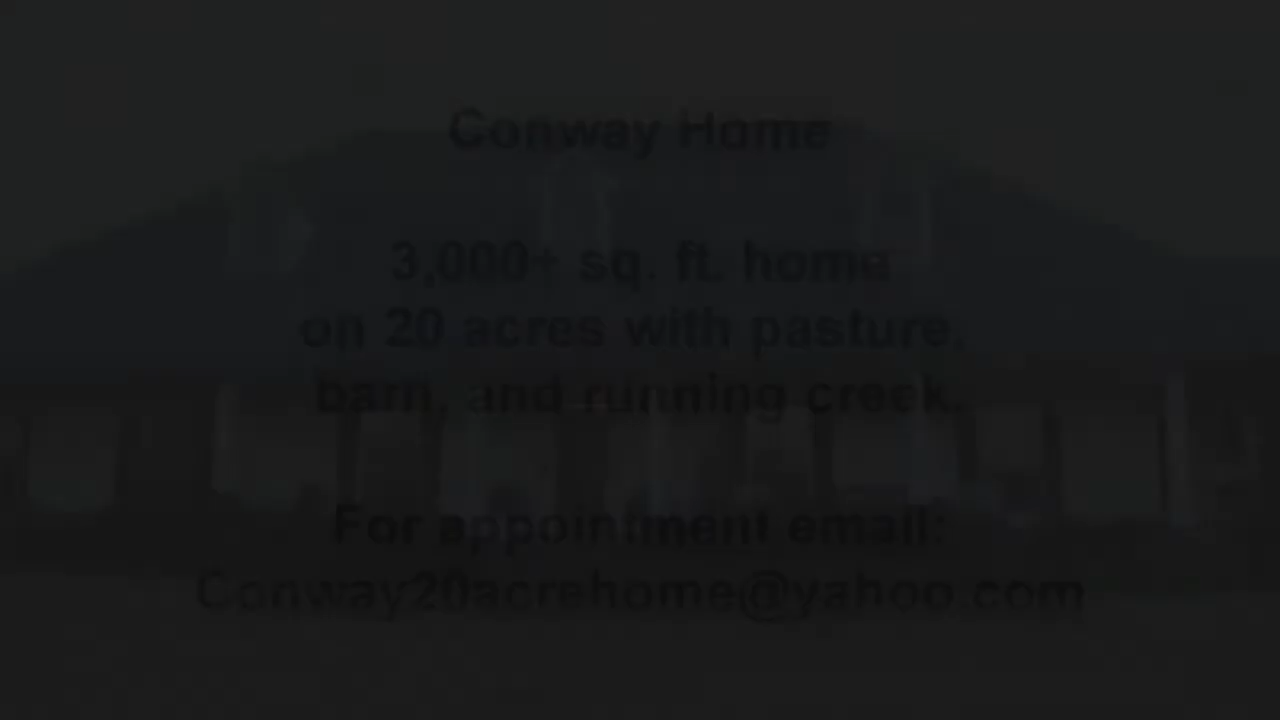 Conway Home
3,000+ sq. ft. home
on 20 acres with pasture,
barn, and running creek.
For appointment email:
Conway20acrehome@yahoo.com